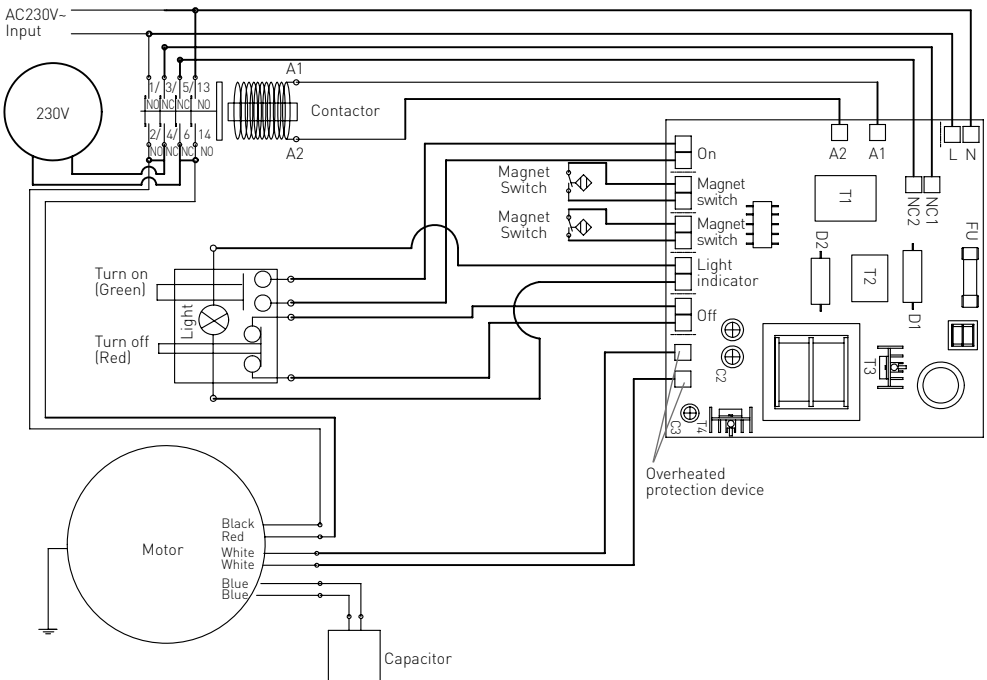 AC230V~
Input
230V
1/ 3/ 5/ 13
NO NC NC NO
2/ 4/ 6 14
NO NC NC NO
A1
Contactor
A2
A2 A1
L N
On
Magnet
Switch
Magnet
switch
Magnet
Switch
Magnet
switch
T1
NC2 NC1
FU
D2
T2
D1
Turn on
(Green)
Light
Turn off
(Red)
Light
indicator
Off
C2
T3
C3
T4
Overheated
protection device
Motor
Black
Red
White
White
Blue
Blue
Capacitor